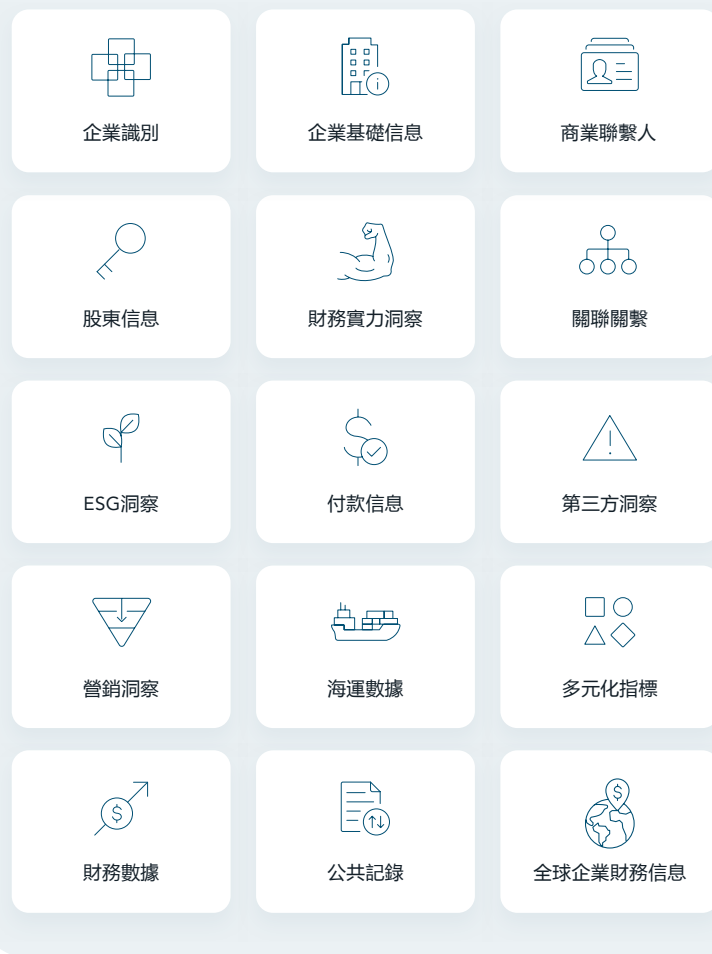 企業識別
企業基礎信息
商業聯繫人
股東信息
財務實力洞察
關聯關繫
ESG洞察
付款信息
第三方洞察
營銷洞察
海運數據
多元化指標
財務數據
公共記錄
全球企業財務信息